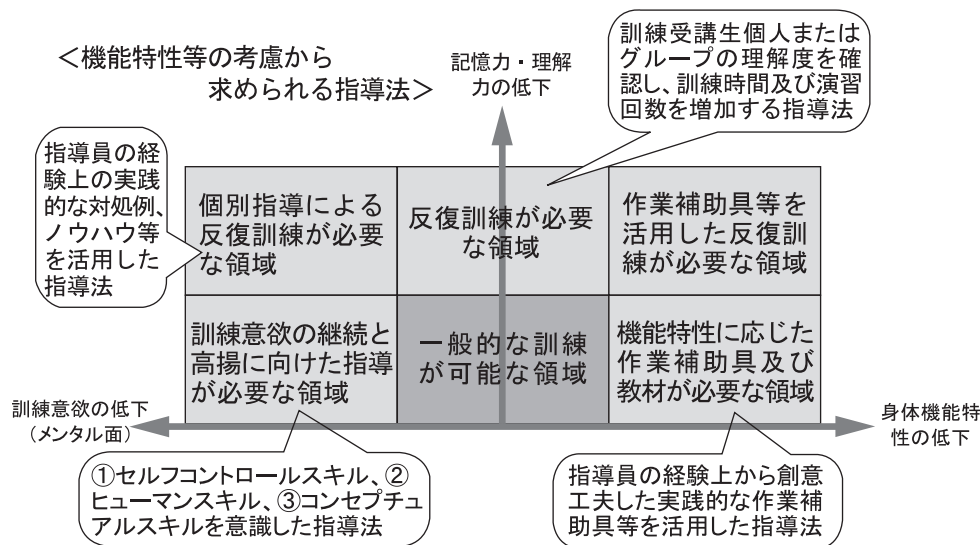 <機能特性等の考慮から
求められる指導法>
記憶力・理解
力の低下
訓練受講生個人または
グループの理解度を確
認し、訓練時間及び演習
回数を増加する指導法
指導員の経
験上の実践
的な対処例、
ノウハウ等
を活用した
指導法
個別指導による
反復訓練が必要
な領域
反復訓練が必要
な領域
作業補助具等を
活用した反復訓
練が必要な領域
訓練意欲の継続と
高揚に向けた指導
が必要な領域
一般的な訓練
が可能な領域
機能特性に応じた
作業補助具及び
教材が必要な領域
訓練意欲の低下
(メンタル面)
身体機能特
性の低下
①セルフコントロールスキル、②
ヒューマンスキル、③コンセプチュ
アルスキルを意識した指導法
指導員の経験上から創意
工夫した実践的な作業補
助具等を活用した指導法